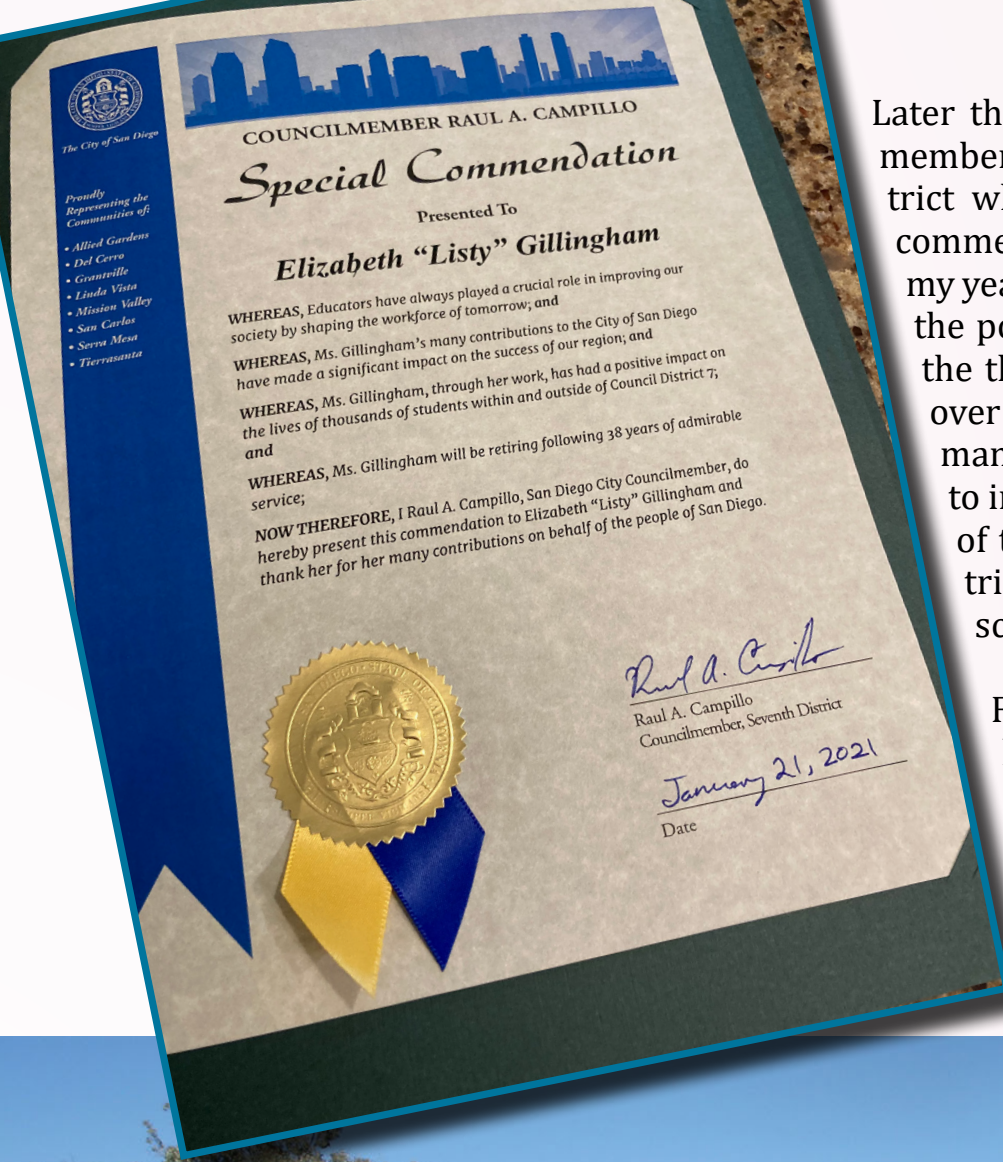 The City of San Diego
Proudly
Representing the
Communities of:
• Allied Gardens
• Del Cerro
• Grantville
• Linda Vista
• Mission Valley
• San Carlos
• Serra Mesa
• Tierrasanta
COUNCILMEMBER RAUL A. CAMPILLO
Special Commendation
Presented To
Elizabeth “Listy” Gillingham
WHEREAS, Educators have always played a crucial role in improving our
society by shaping the workforce of tomorrow; and
WHEREAS, Ms. Gillingham’s many contributions to the City of San Diego
have made a significant impact on the success of our region; and
WHEREAS, Ms. Gillingham, through her work, has had a positive impact on
the lives of thousands of students within and outside of Council District 7;
and
WHEREAS, Ms. Gillingham will be retiring following 38 years of admirable
service;
NOW THEREFORE, I Raul A. Campillo, San Diego City Councilmember, do
hereby present this commendation to Elizabeth “Listy” Gillingham and
thank her for her many contributions on behalf of the people of San Diego.
Raul A. Campillo
Raul A. Campillo
Councilmember, Seventh District
January 21, 2021
Date
Later th
member
trict wh
comme
my yea
the po
the th
over
man
to in
of t
tri
sc